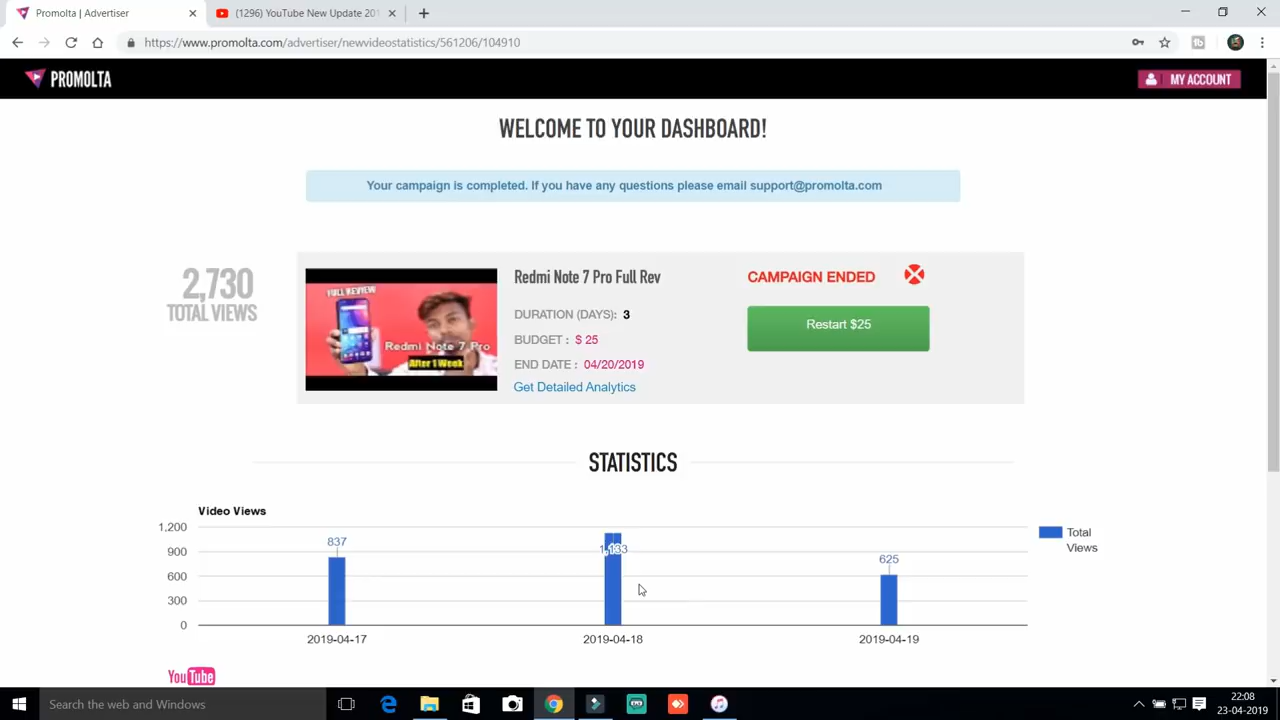 Promolta | Advertiser
(1296) YouTube New Update 201
https://www.promolta.com/advertiser/newvideostatistics/561206/104910
PROMOLTA
MY ACCOUNT
WELCOME TO YOUR DASHBOARD!
Your campaign is completed. If you have any questions please email support@promolta.com
2,730
TOTAL VIEWS
FULL REVIEW
Redmi Note 7 Pro
After 1 Week
Redmi Note 7 Pro Full Rev
DURATION (DAYS): 3
BUDGET : $ 25
END DATE : 04/20/2019
Get Detailed Analytics
CAMPAIGN ENDED
Restart $25
STATISTICS
Video Views
1,200
900
600
300
0
837
1,133
625
2019-04-17
2019-04-18
2019-04-19
Total
Views
YouTube
Search the web and Windows
22:08
23-04-2019